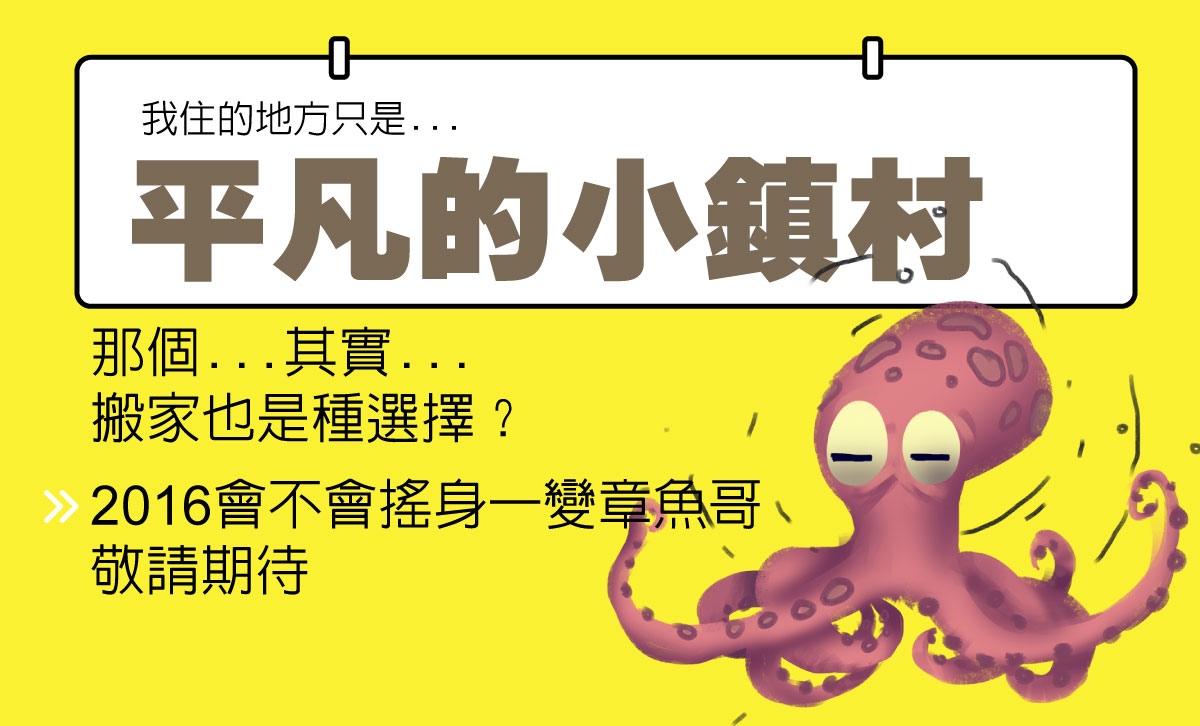 我住的地方只是...
平凡的小鎮村
那個...其實...
搬家也是種選擇？
2016會不會搖身一變章魚哥
敬請期待